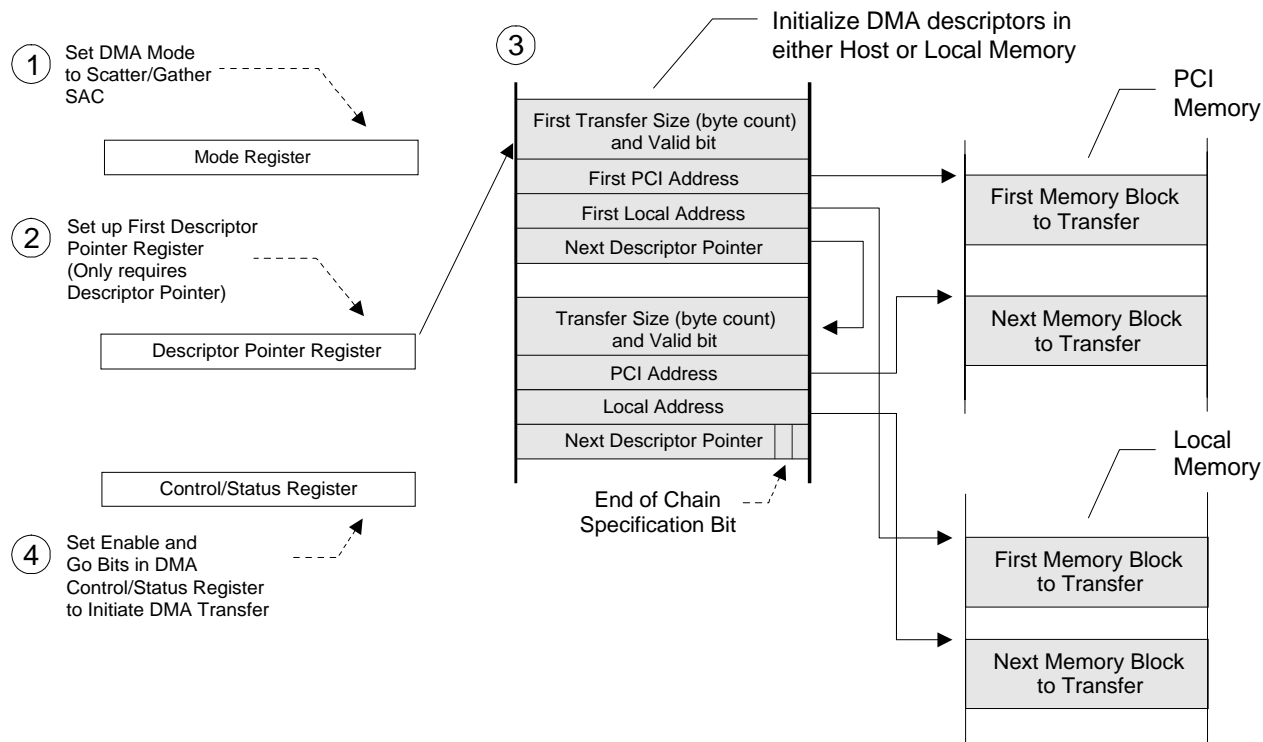 1
Set DMA Mode
to Scatter/Gather
SAC
Mode Register
2
Set up First Descriptor
Pointer Register
(Only requires
Descriptor Pointer)
Descriptor Pointer Register
Control/Status Register
4
Set Enable and
Go Bits in DMA
Control/Status Register
to Initiate DMA Transfer
3
Initialize DMA descriptors in
either Host or Local Memory
First Transfer Size (byte count)
and Valid bit
First PCI Address
First Local Address
Next Descriptor Pointer
Transfer Size (byte count)
and Valid bit
PCI Address
Local Address
Next Descriptor Pointer
End of Chain
Specification Bit
PCI
Memory
First Memory Block
to Transfer
Next Memory Block
to Transfer
Local
Memory
First Memory Block
to Transfer
Next Memory Block
to Transfer